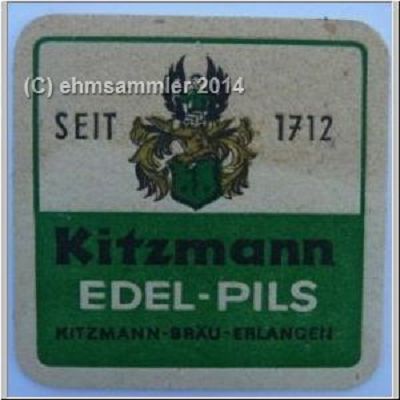 (C) ehmsammler 2014
SEIT 1712
Kitzmann
EDEL-PILS
KITZMANN-BRÄU-ERLANGEN